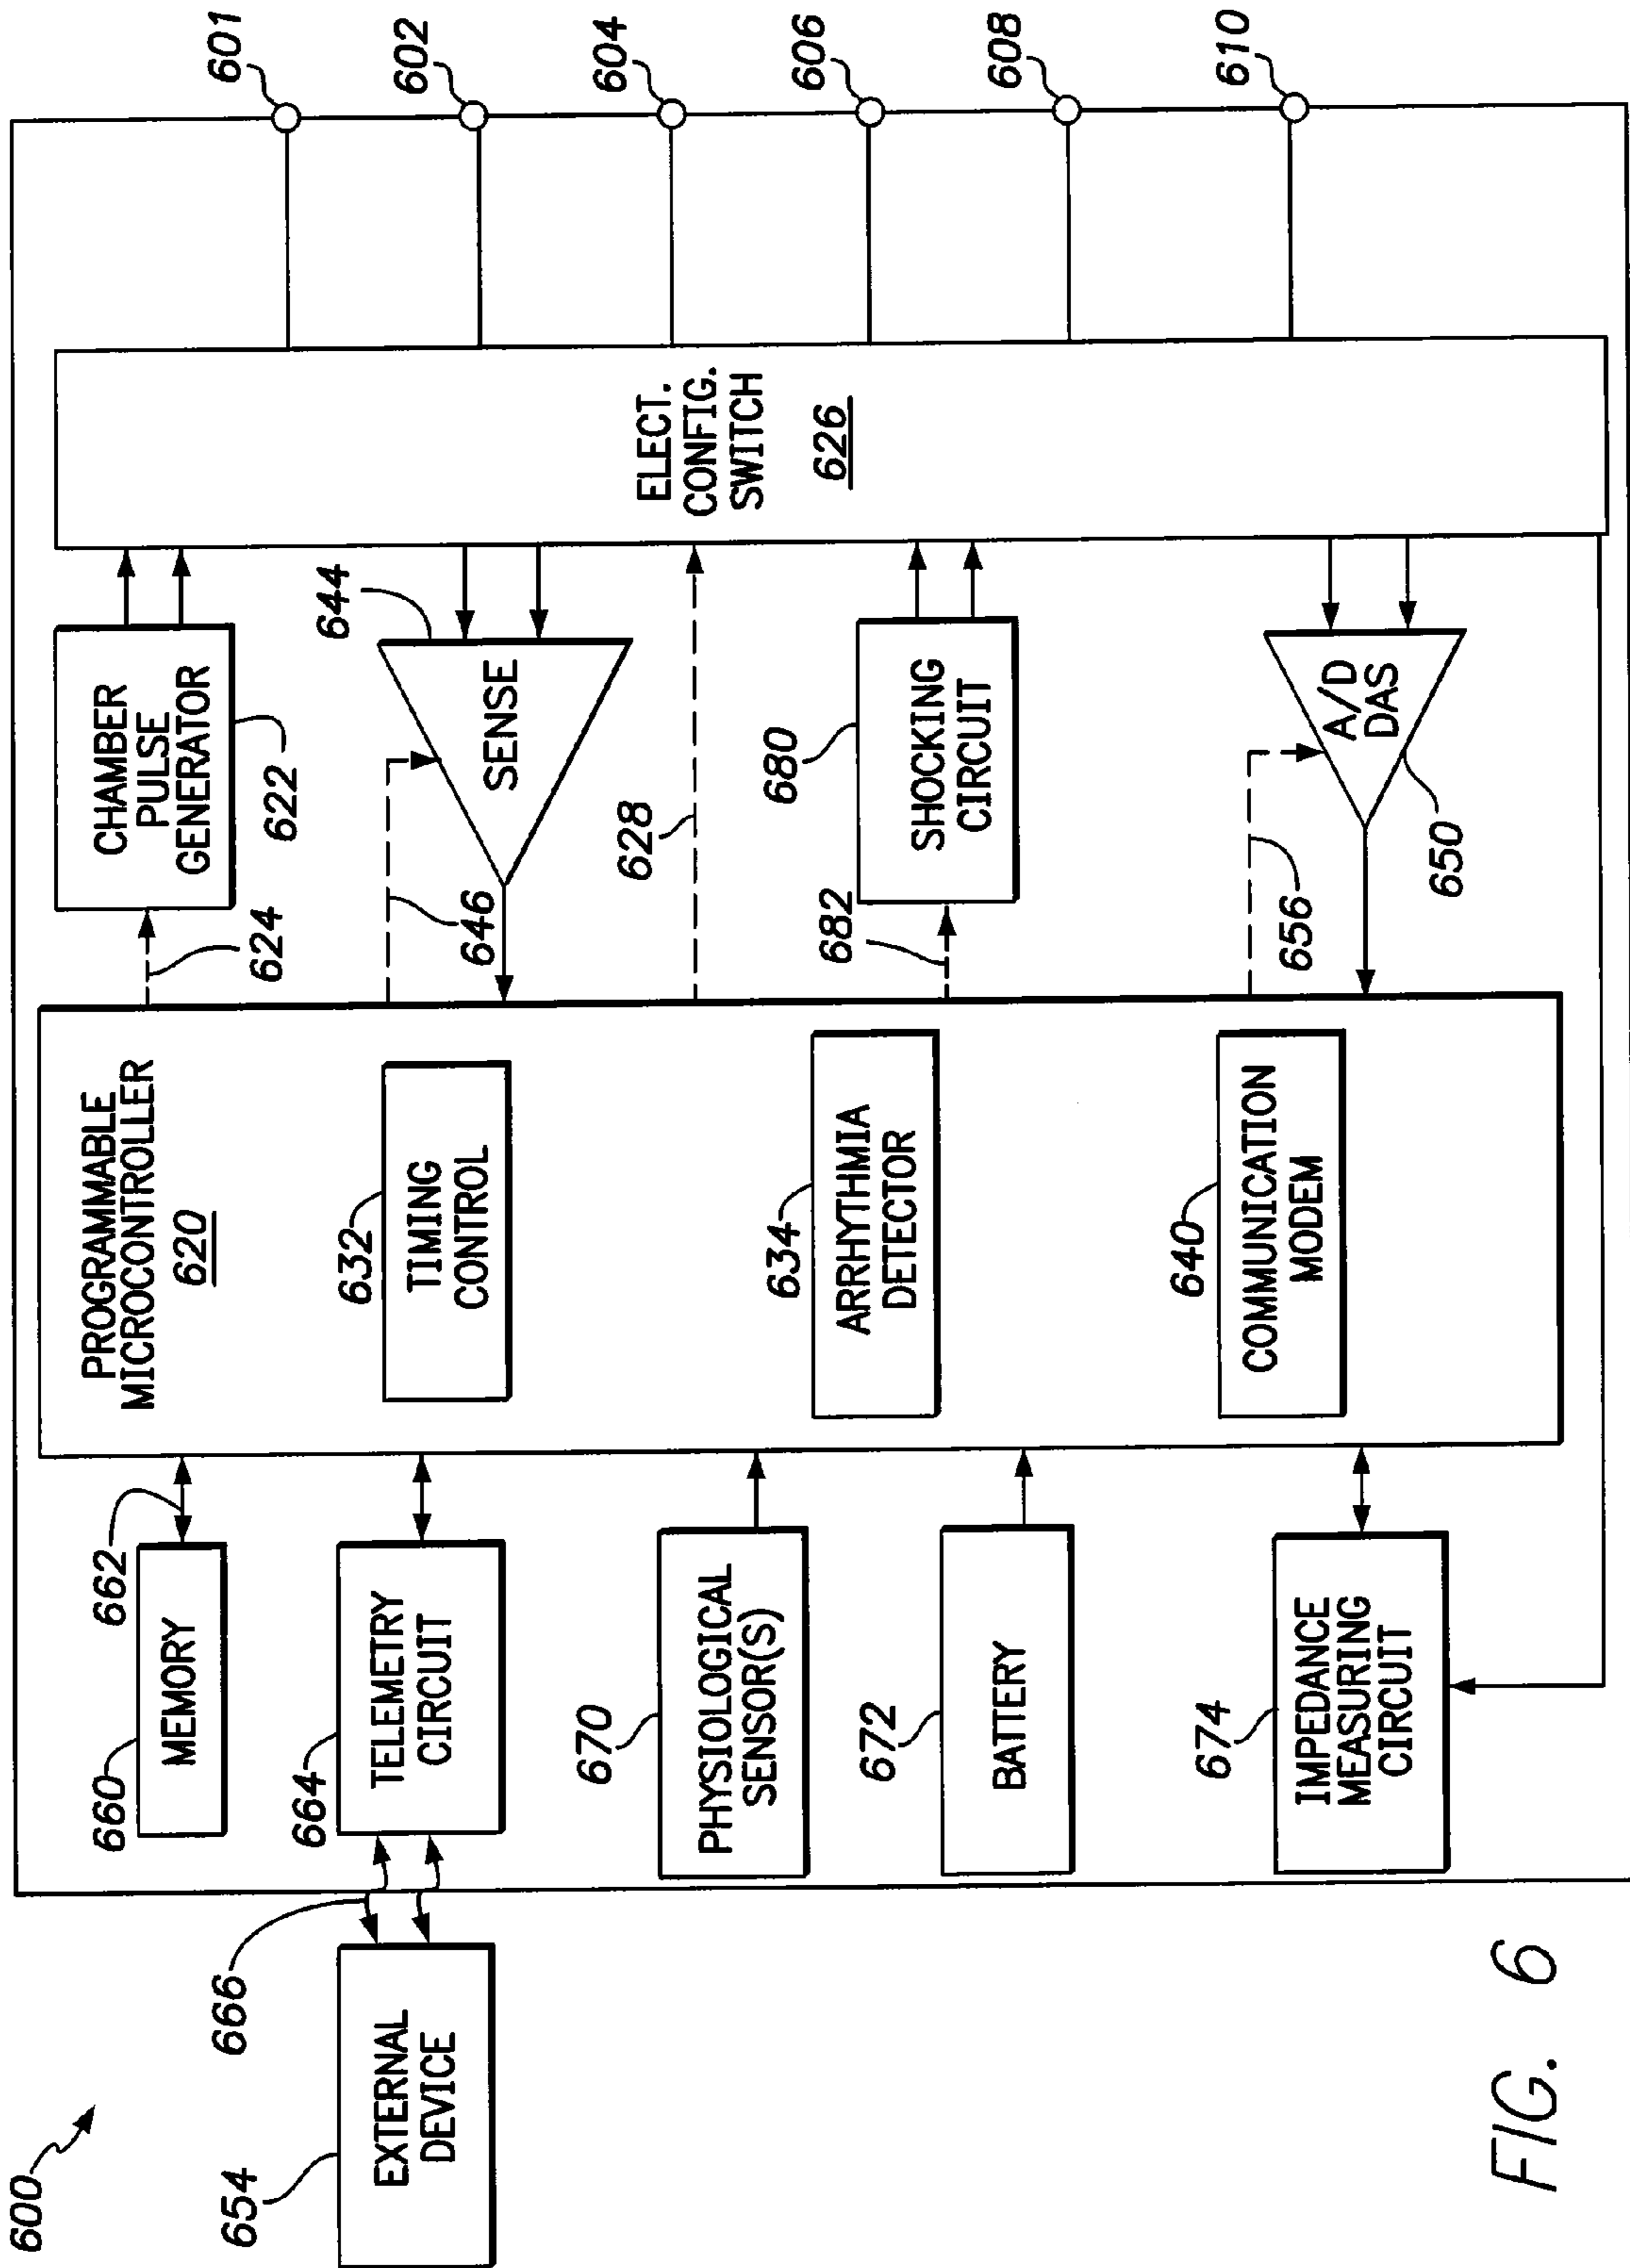 600
654
EXTERNAL
DEVICE
666
660
MEMORY
662
664
TELEMETRY
CIRCUIT
670
PHYSIOLOGICAL
SENSOR(S)
672
BATTERY
674
IMPEDANCE
MEASURING
CIRCUIT
PROGRAMMABLE
MICROCONTROLLER
620
632
TIMING
CONTROL
634
ARRHYTHMIA
DETECTOR
640
COMMUNICATION
MODEM
624
CHAMBER
PULSE
GENERATOR
622
646
644
SENSE
628
682
680
SHOCKING
CIRCUIT
656
A/D
DAS
650
ELECT.
CONFIG.
SWITCH
626
601
602
604
606
608
610
FIG. 6